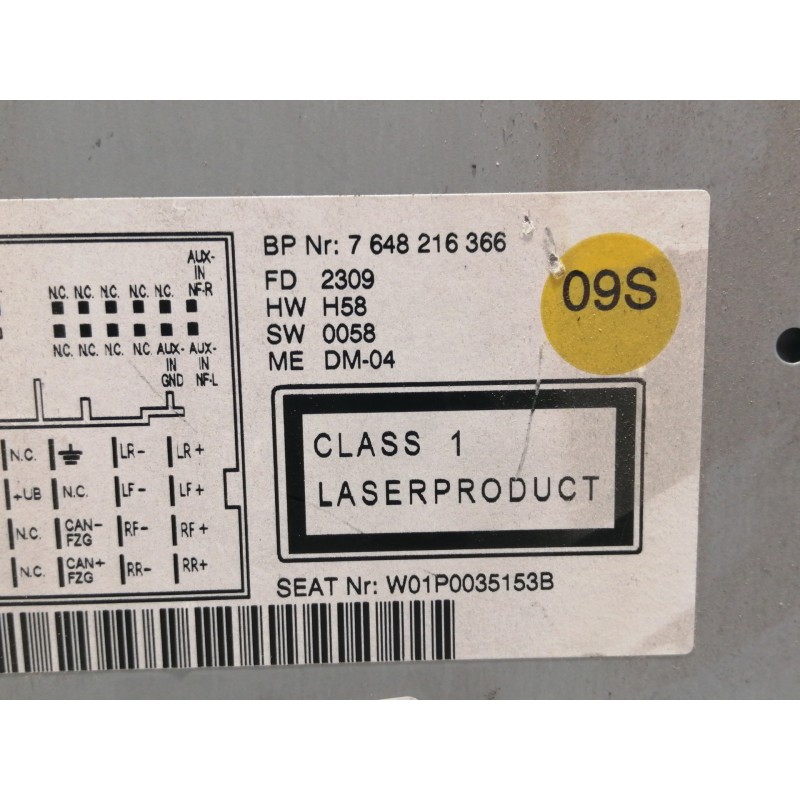 BP Nr: 7 648 216 366
FD 2309
HW H58
SW 0058
ME DM-04
09S
AUX-
IN
NF-R
N.C. N.C. N.C. N.C. N.C.
N.C. N.C. N.C. N.C. AUX- AUX-
IN IN
GND NF-L
N.C. LR- LR+
+UB N.C. LF- LF+
N.C. CAN- FZG RF- RF+
N.C. CAN+ FZG RR- RR+
CLASS 1
LASERPRODUCT
SEAT Nr: W01P0035153B